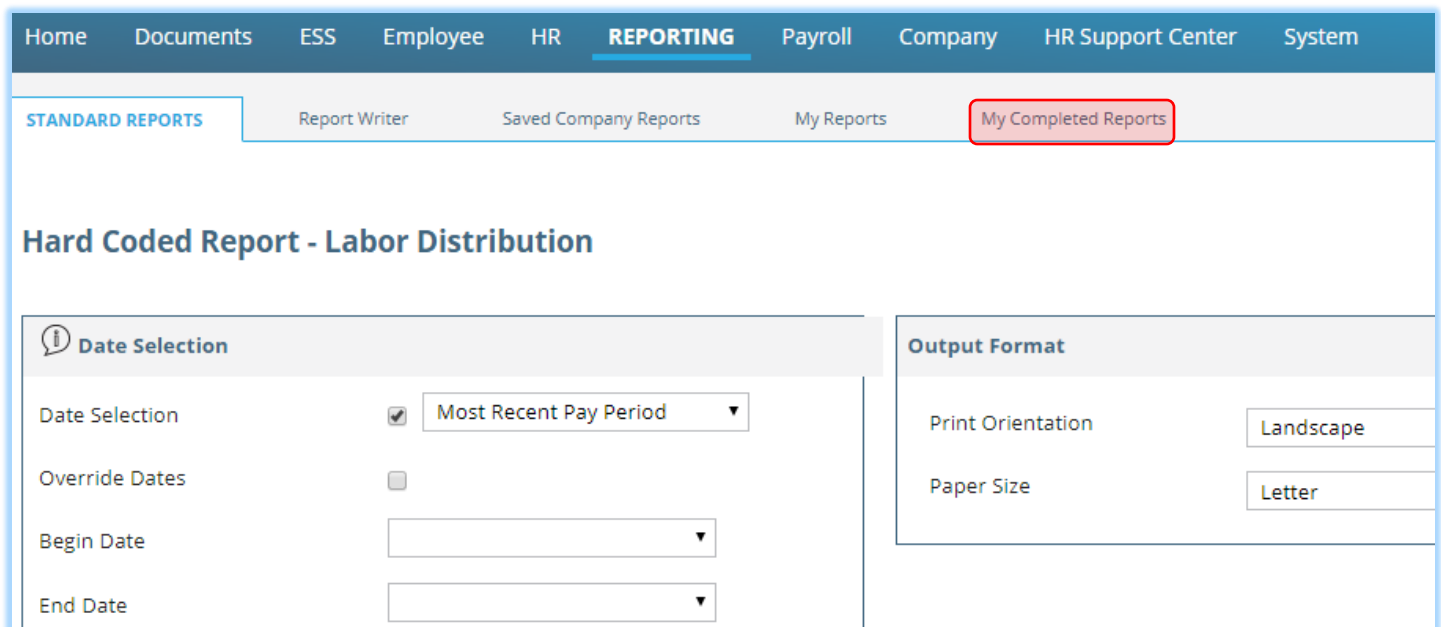 Home Documents ESS Employee HR REPORTING Payroll Company HR Support Center System
STANDARD REPORTS Report Writer Saved Company Reports My Reports My Completed Reports
Hard Coded Report - Labor Distribution
Date Selection
Date Selection Most Recent Pay Period
Override Dates
Begin Date
End Date
Output Format
Print Orientation Landscape
Paper Size Letter